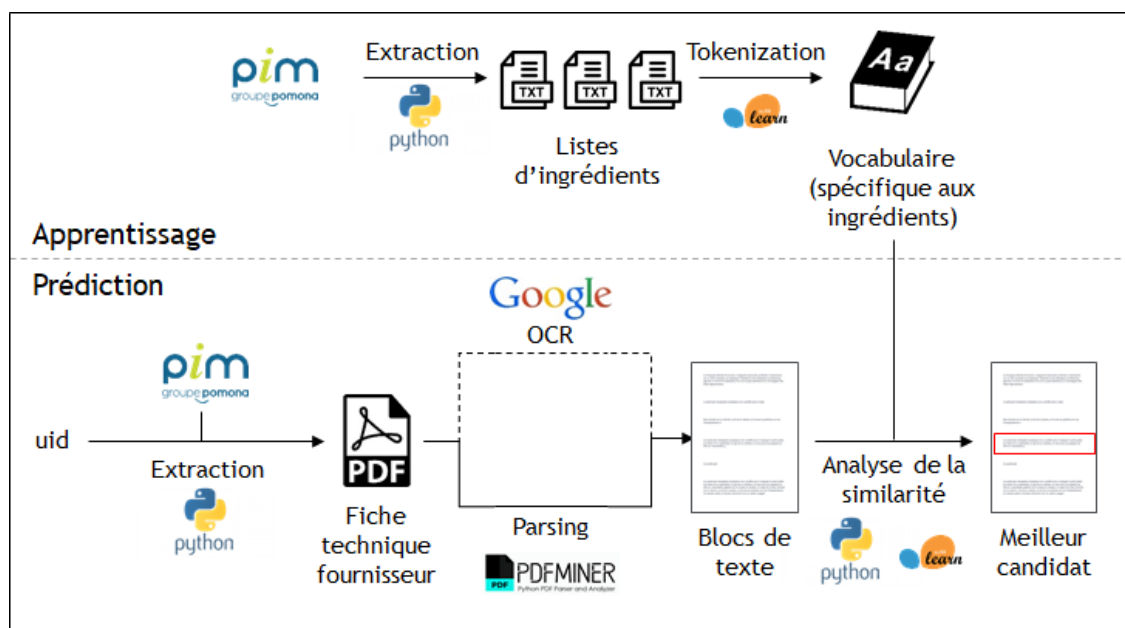 pim
groupe pomona
Extraction
python
TXT
TXT
TXT
Listes
d'ingrédients
Tokenization
learn
Aa
Vocabulaire
(spécifique aux
ingrédients)
Apprentissage
Prédiction
Google
OCR
pim
groupe pomona
uid
Extraction
python
PDF
Fiche
technique
fournisseur
Parsing
PDF
PDFMINER
Python PDF Parser and Analyzer
Blocs de
texte
Analyse de la
similarité
python
learn
Meilleur
candidat